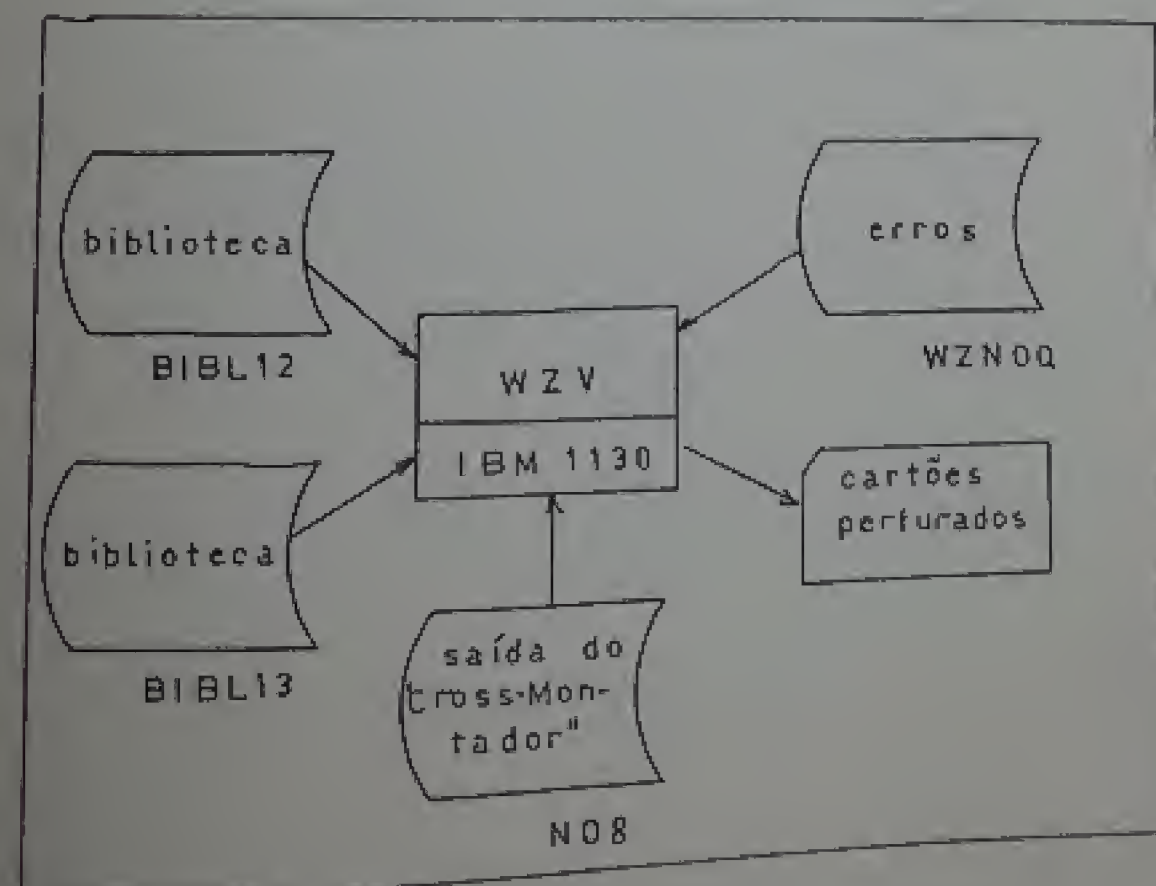 biblioteca
BIBL12
erros
WZNOQ
WZV
IBM 1130
biblioteca
BIBL13
cartões
perfurados
saída do
Cross-Mon-
tador"
N08